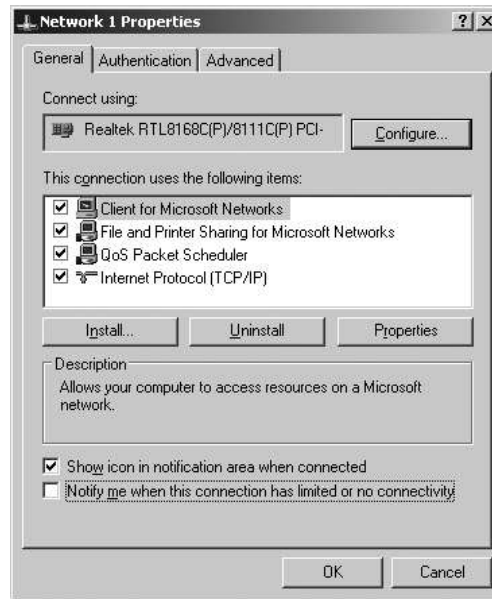 Network 1 Properties
General Authentication Advanced
Connect using:
Realtek RTL8168C(P)/8111C(P) PCI-
Configure...
This connection uses the following items:
Client for Microsoft Networks
File and Printer Sharing for Microsoft Networks
QoS Packet Scheduler
Internet Protocol (TCP/IP)
Install... Uninstall Properties
Description
Allows your computer to access resources on a Microsoft
network.
Show icon in notification area when connected
Notify me when this connection has limited or no connectivity
OK Cancel